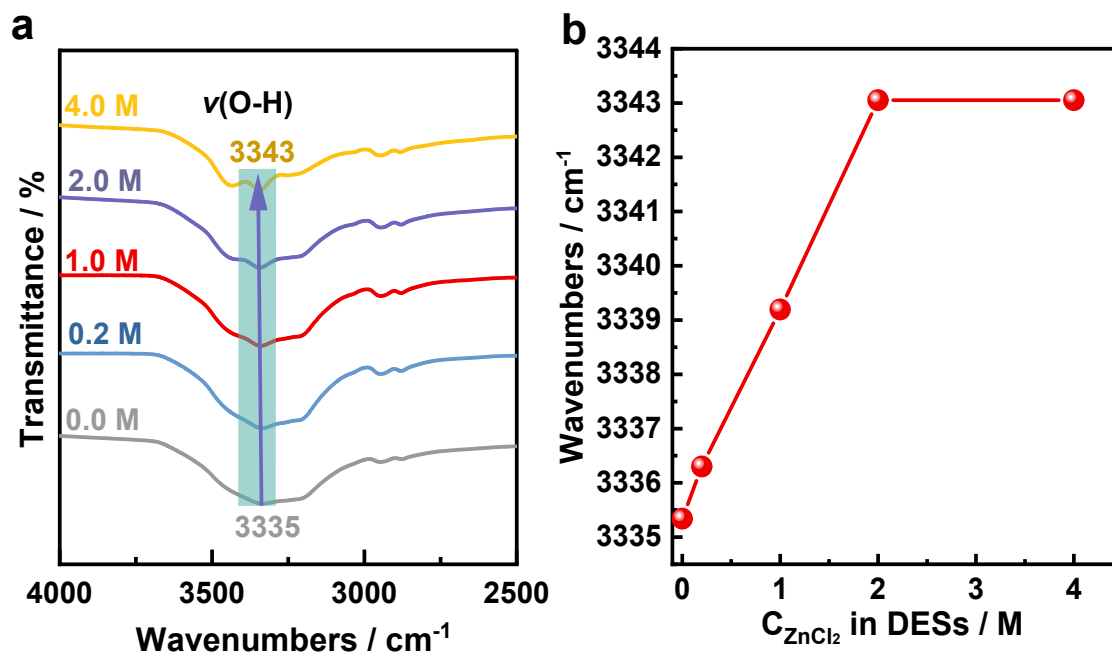 a
Transmittance / %
4.0 M
2.0 M
1.0 M
0.2 M
0.0 M
ν(O-H)
3343
3335
4000 3500 3000 2500
Wavenumbers / cm⁻¹
b
Wavenumbers / cm⁻¹
3344
3343
3342
3341
3340
3339
3338
3337
3336
3335
0 1 2 3 4
C_ZnCl₂ in DESs / M